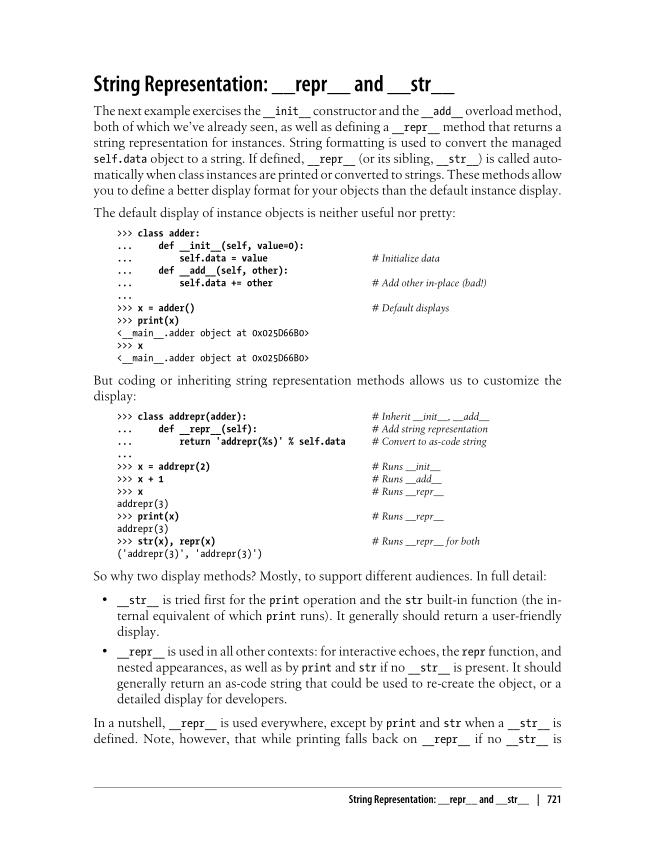 String Representation: __repr__ and __str__
The next example exercises the __init__ constructor and the __add__ overload method,
both of which we've already seen, as well as defining a __repr__ method that returns a
string representation for instances. String formatting is used to convert the managed
self.data object to a string. If defined, __repr__ (or its sibling, __str__) is called auto-
matically when class instances are printed or converted to strings. These methods allow
you to define a better display format for your objects than the default instance display.
The default display of instance objects is neither useful nor pretty:
>>> class adder:
...     def __init__(self, value=0):
...         self.data = value # Initialize data
...     def __add__(self, other):
...         self.data += other # Add other in-place (bad!)
...
>>> x = adder() # Default displays
>>> print(x)
<__main__.adder object at 0x025D66B0>
>>> x
<__main__.adder object at 0x025D66B0>
But coding or inheriting string representation methods allows us to customize the
display:
>>> class addrepr(adder): # Inherit __init__, __add__
...     def __repr__(self): # Add string representation
...         return 'addrepr(%s)' % self.data # Convert to as-code string
...
>>> x = addrepr(2) # Runs __init__
>>> x + 1 # Runs __add__
>>> x # Runs __repr__
addrepr(3)
>>> print(x) # Runs __repr__
addrepr(3)
>>> str(x), repr(x) # Runs __repr__ for both
('addrepr(3)', 'addrepr(3)')
So why two display methods? Mostly, to support different audiences. In full detail:
• __str__ is tried first for the print operation and the str built-in function (the in-
ternal equivalent of which print runs). It generally should return a user-friendly
display.
• __repr__ is used in all other contexts: for interactive echoes, the repr function, and
nested appearances, as well as by print and str if no __str__ is present. It should
generally return an as-code string that could be used to re-create the object, or a
detailed display for developers.
In a nutshell, __repr__ is used everywhere, except by print and str when a __str__ is
defined. Note, however, that while printing falls back on __repr__ if no __str__ is
String Representation: __repr__ and __str__ | 721